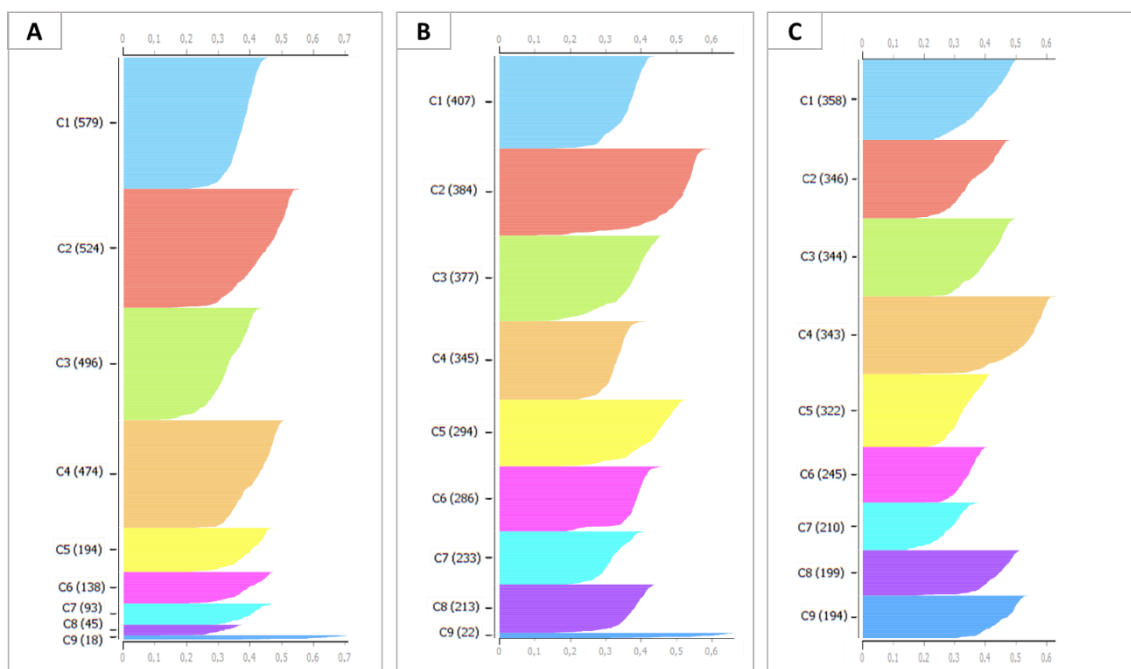 A
0 0,1 0,2 0,3 0,4 0,5 0,6 0,7
C1 (579)
C2 (524)
C3 (496)
C4 (474)
C5 (194)
C6 (138)
C7 (93)
C8 (45)
C9 (18)
0 0,1 0,2 0,3 0,4 0,5 0,6 0,7
B
0 0,1 0,2 0,3 0,4 0,5 0,6
C1 (407)
C2 (384)
C3 (377)
C4 (345)
C5 (294)
C6 (286)
C7 (233)
C8 (213)
C9 (22)
0 0,1 0,2 0,3 0,4 0,5 0,6
C
0 0,1 0,2 0,3 0,4 0,5 0,6
C1 (358)
C2 (346)
C3 (344)
C4 (343)
C5 (322)
C6 (245)
C7 (210)
C8 (199)
C9 (194)
0 0,1 0,2 0,3 0,4 0,5 0,6